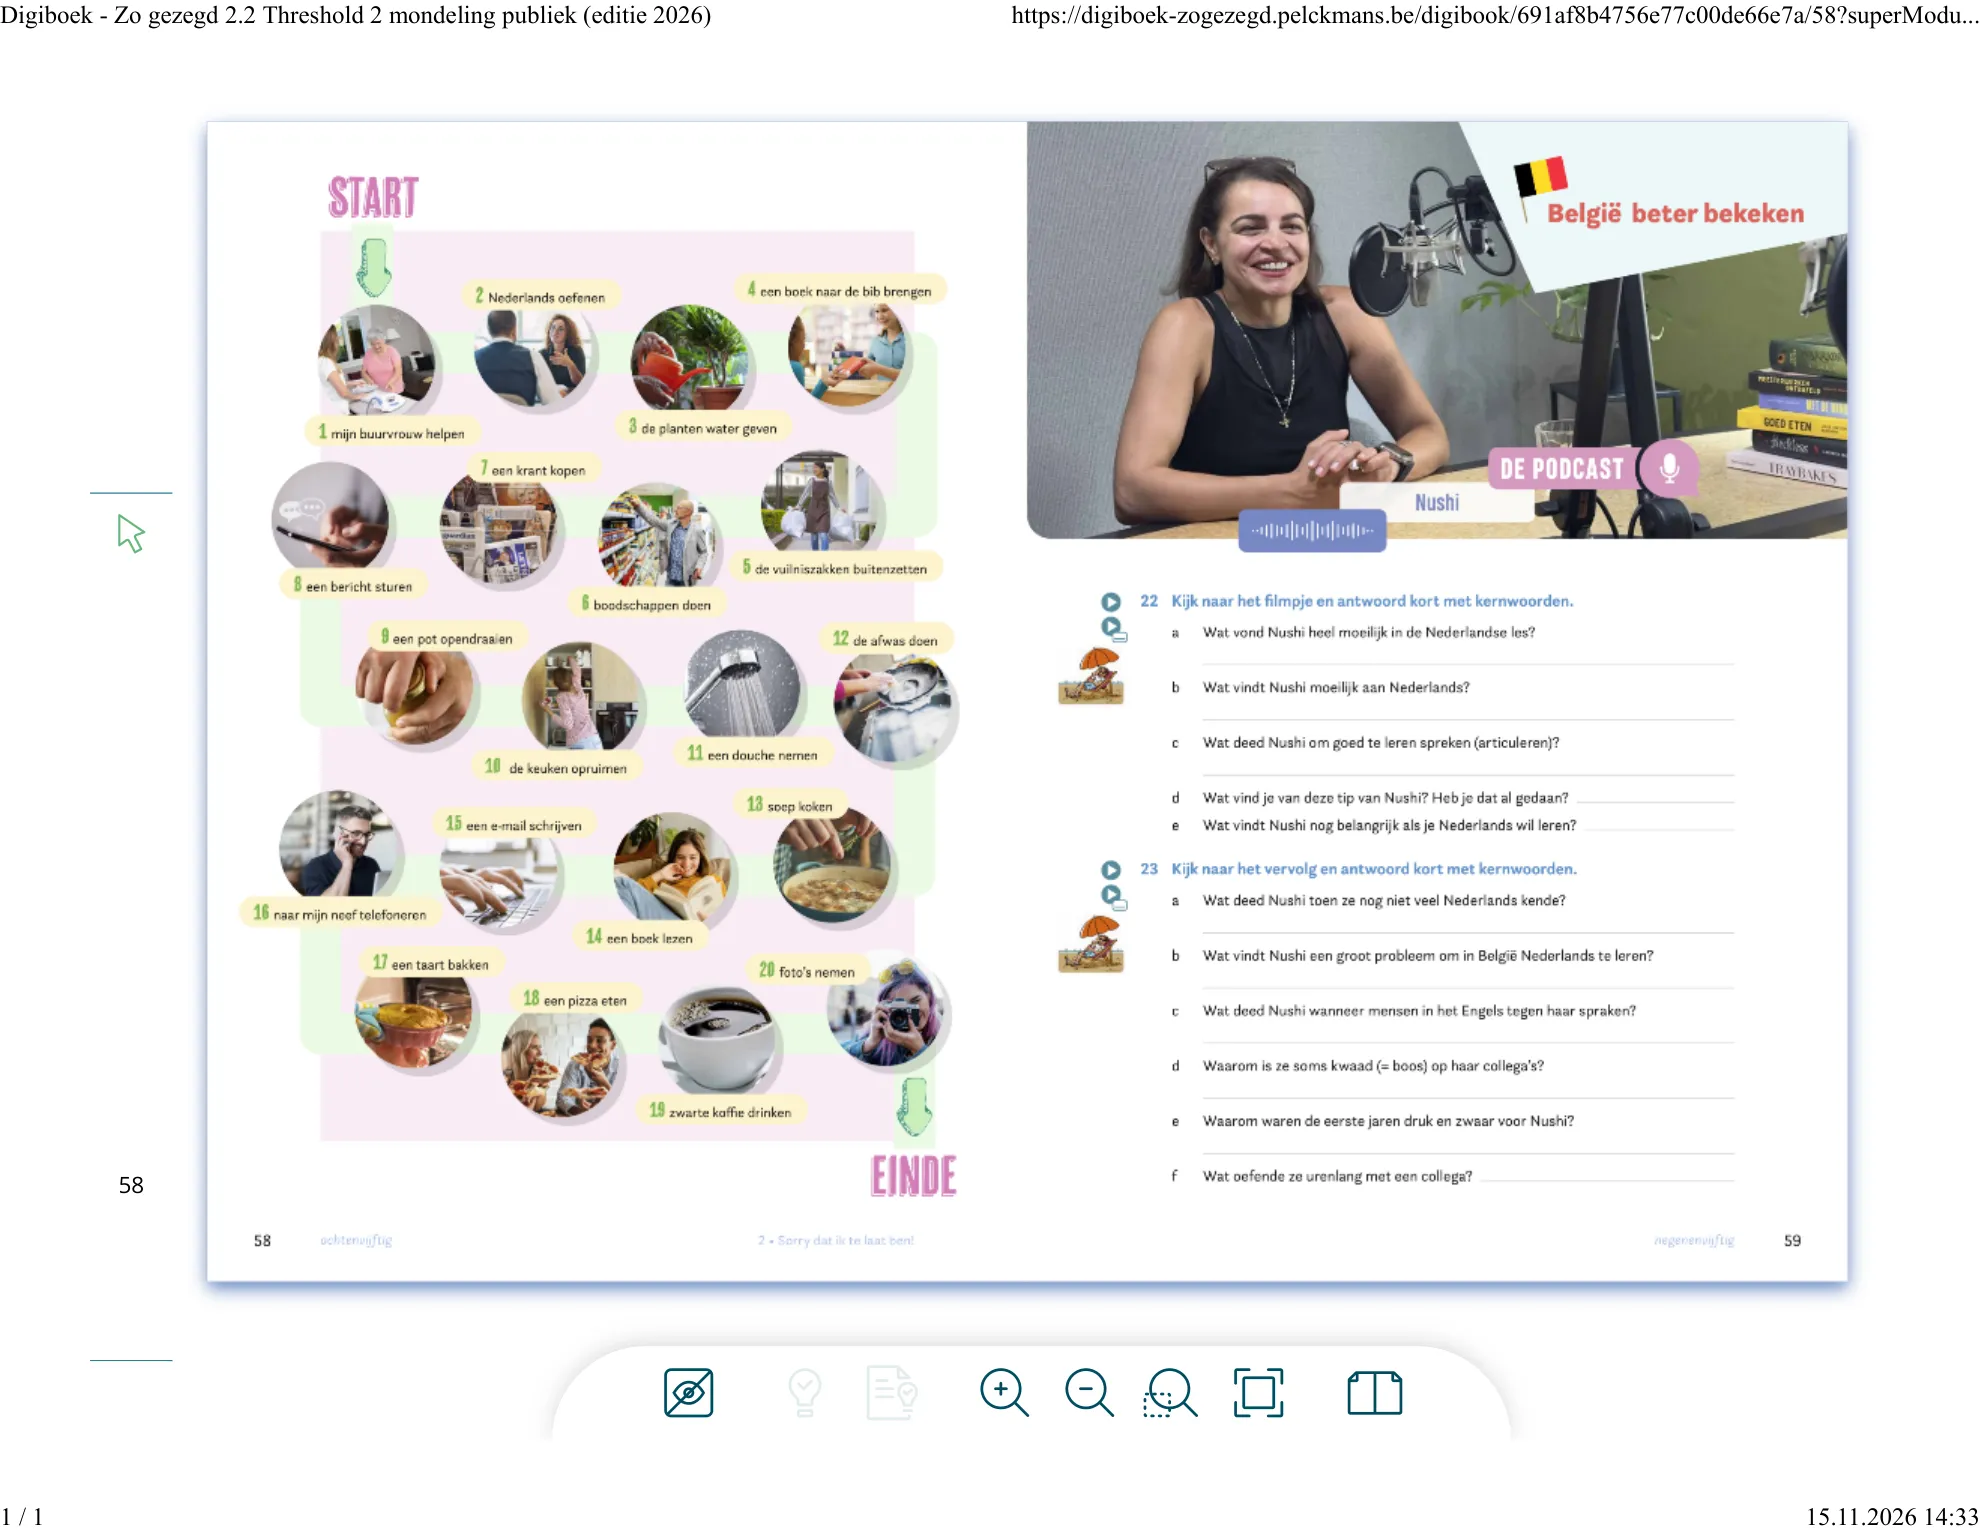 Digiboek - Zo gezegd 2.2 Threshold 2 mondeling publiek (editie 2026)
https://digiboek-zogezegd.pelckmans.be/digibook/691af8b4756e77c00de66e7a/58?superModu...
START
2 Nederlands oefenen
4 een boek naar de bib brengen
1 mijn buurvrouw helpen
3 de planten water geven
7 een krant kopen
8 een bericht sturen
5 de vuilniszakken buitenzetten
6 boodschappen doen
9 een pot opendraaien
12 de afwas doen
10 de keuken opruimen
11 een douche nemen
13 soep koken
15 een e-mail schrijven
16 naar mijn neef telefoneren
14 een boek lezen
17 een taart bakken
20 foto's nemen
18 een pizza eten
19 zwarte koffie drinken
EINDE
58
58 achtenvijftig
2 • Sorry dat ik te laat ben!
België beter bekeken
GOED ETEN
TRAYBAKES
DE PODCAST
Nushi
22 Kijk naar het filmpje en antwoord kort met kernwoorden.
a Wat vond Nushi heel moeilijk in de Nederlandse les?
b Wat vindt Nushi moeilijk aan Nederlands?
c Wat deed Nushi om goed te leren spreken (articuleren)?
d Wat vind je van deze tip van Nushi? Heb je dat al gedaan?
e Wat vindt Nushi nog belangrijk als je Nederlands wil leren?
23 Kijk naar het vervolg en antwoord kort met kernwoorden.
a Wat deed Nushi toen ze nog niet veel Nederlands kende?
b Wat vindt Nushi een groot probleem om in België Nederlands te leren?
c Wat deed Nushi wanneer mensen in het Engels tegen haar spraken?
d Waarom is ze soms kwaad (= boos) op haar collega's?
e Waarom waren de eerste jaren druk en zwaar voor Nushi?
f Wat oefende ze urenlang met een collega?
negenenvijftig 59
1 / 1
15.11.2026 14:33